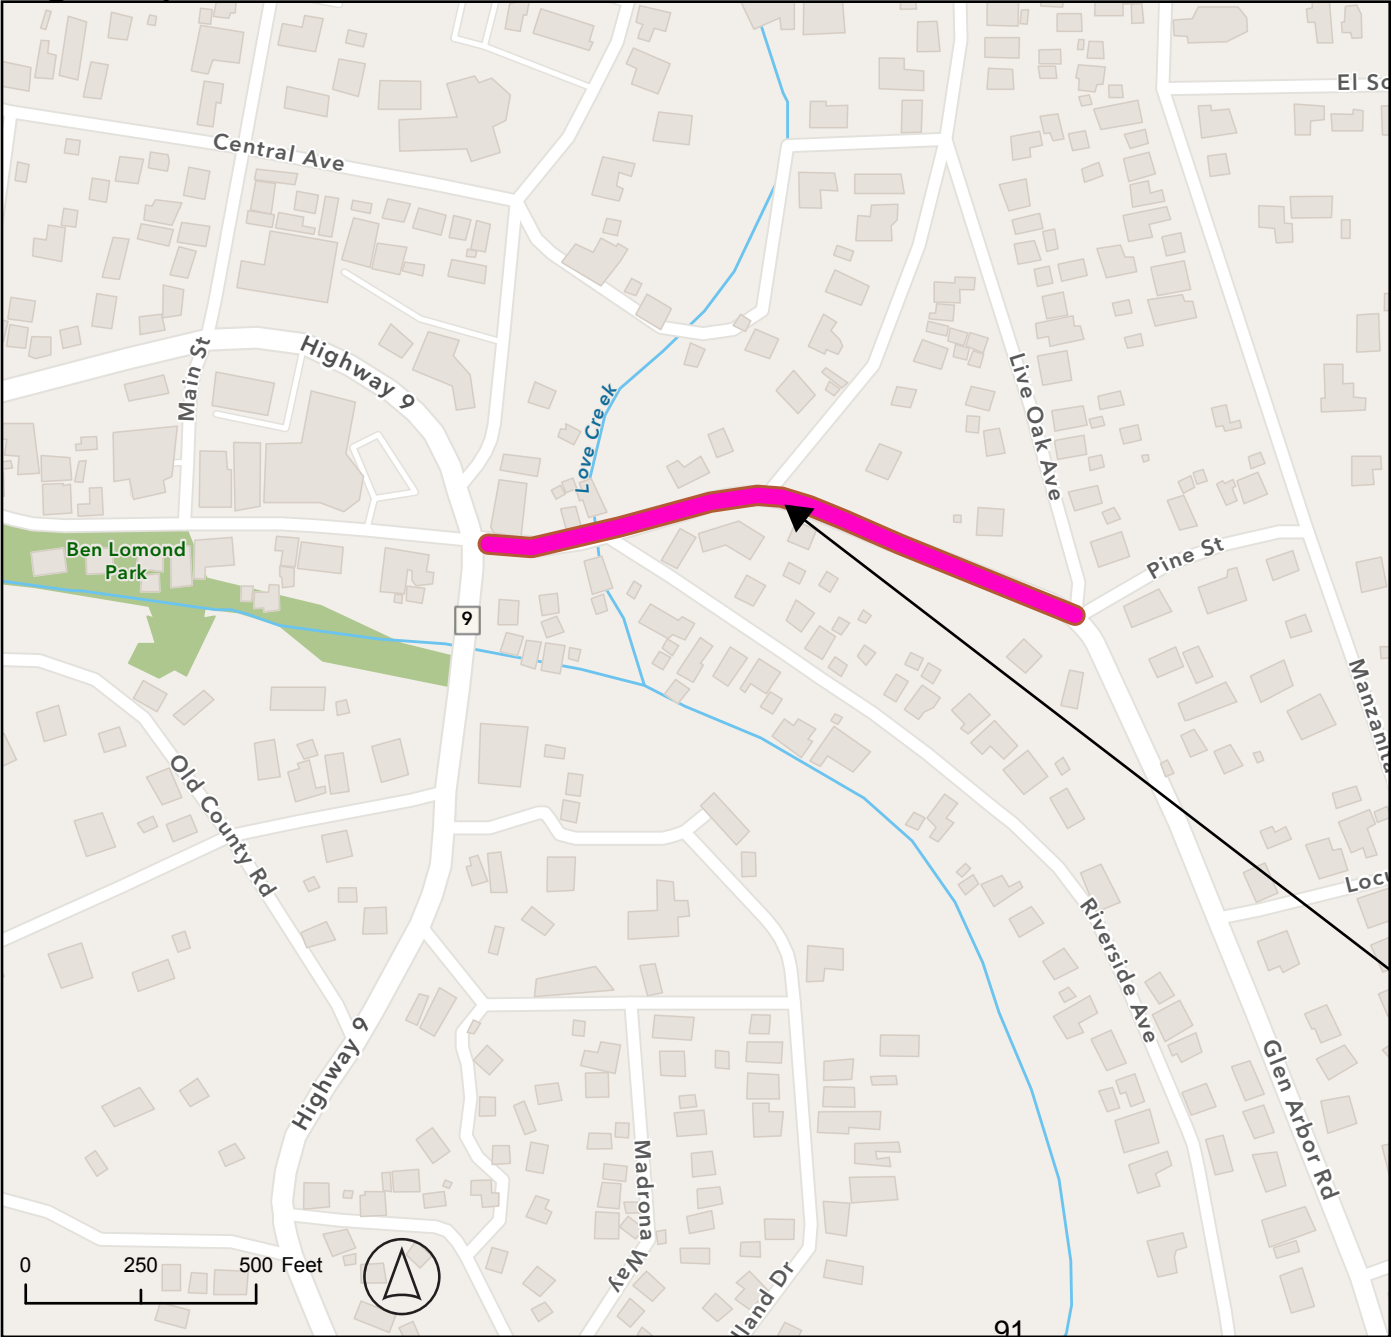 El So
Central Ave
Highway 9
Main St
Live Oak Ave
Love Creek
Pine St
Ben Lomond
Park
9
Manzanita
Old County Rd
Locu
Riverside Ave
Highway 9
Glen Arbor Rd
Madrona Way
lland Dr
0 250 500 Feet
91